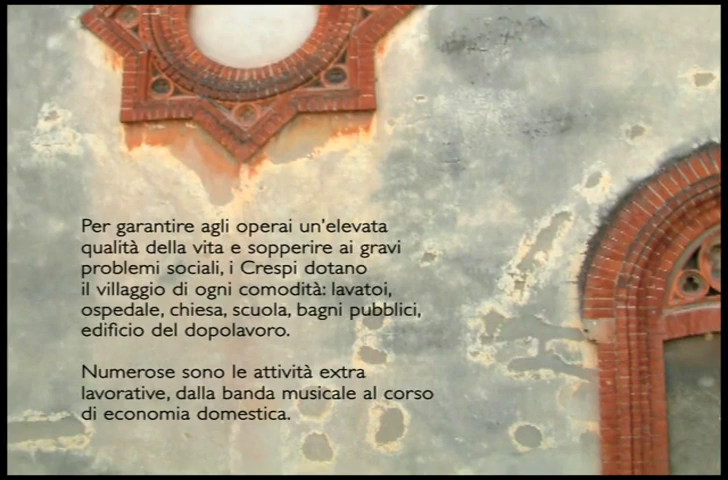 Per garantire agli operai un'elevata
qualità della vita e sopperire ai gravi
problemi sociali, i Crespi dotano
il villaggio di ogni comodità: lavatoi,
ospedale, chiesa, scuola, bagni pubblici,
edificio del dopolavoro.
Numerose sono le attività extra
lavorative, dalla banda musicale al corso
di economia domestica.